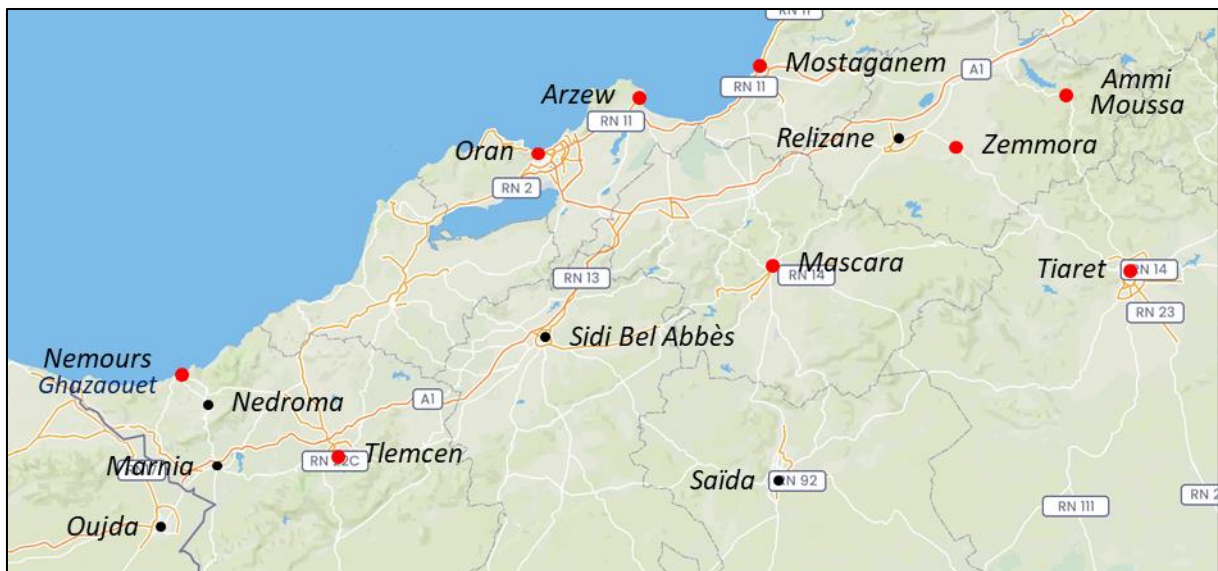 RN 11
Mostaganem
A1
Ammi
Moussa
RN 11
Arzew
RN 11
Relizane
Zemmora
Oran
RN 2
Mascara
RN 14
Tiaret
RN 14
RN 13
RN 23
Sidi Bel Abbès
Nemours
Ghazaouet
A1
Nedroma
Marnia
Tlemcen
22C
Saïda
RN 92
RN 111
Oujda